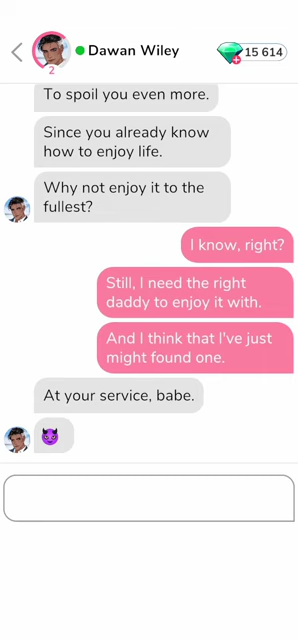 Dawan Wiley
15 614
2
To spoil you even more.
Since you already know
how to enjoy life.
Why not enjoy it to the
fullest?
I know, right?
Still, I need the right
daddy to enjoy it with.
And I think that I've just
might found one.
At your service, babe.